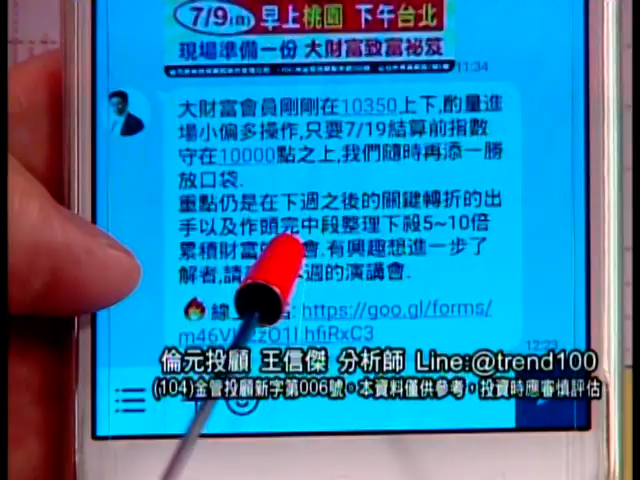 7/9(日) 早上桃園 下午台北
現場準備一份 大財富致富祕笈
11:34
大財富會員剛剛在10350上下,酌量進
場小偏多操作,只要7/19結算前指數
守在10000點之上,我們隨時再添一勝
放口袋.
重點仍是在下週之後的關鍵轉折的出
手以及作頭完中段整理下殺5~10倍
累積財富的 會.有興趣想進一步了
解者,請 週的演講會.
線 : https://goo.gl/forms/
12:23
倫元投顧 王信傑 分析師 Line:@trend100
(104)金管投顧新字第006號。本資料僅供參考，投資時應審慎評估